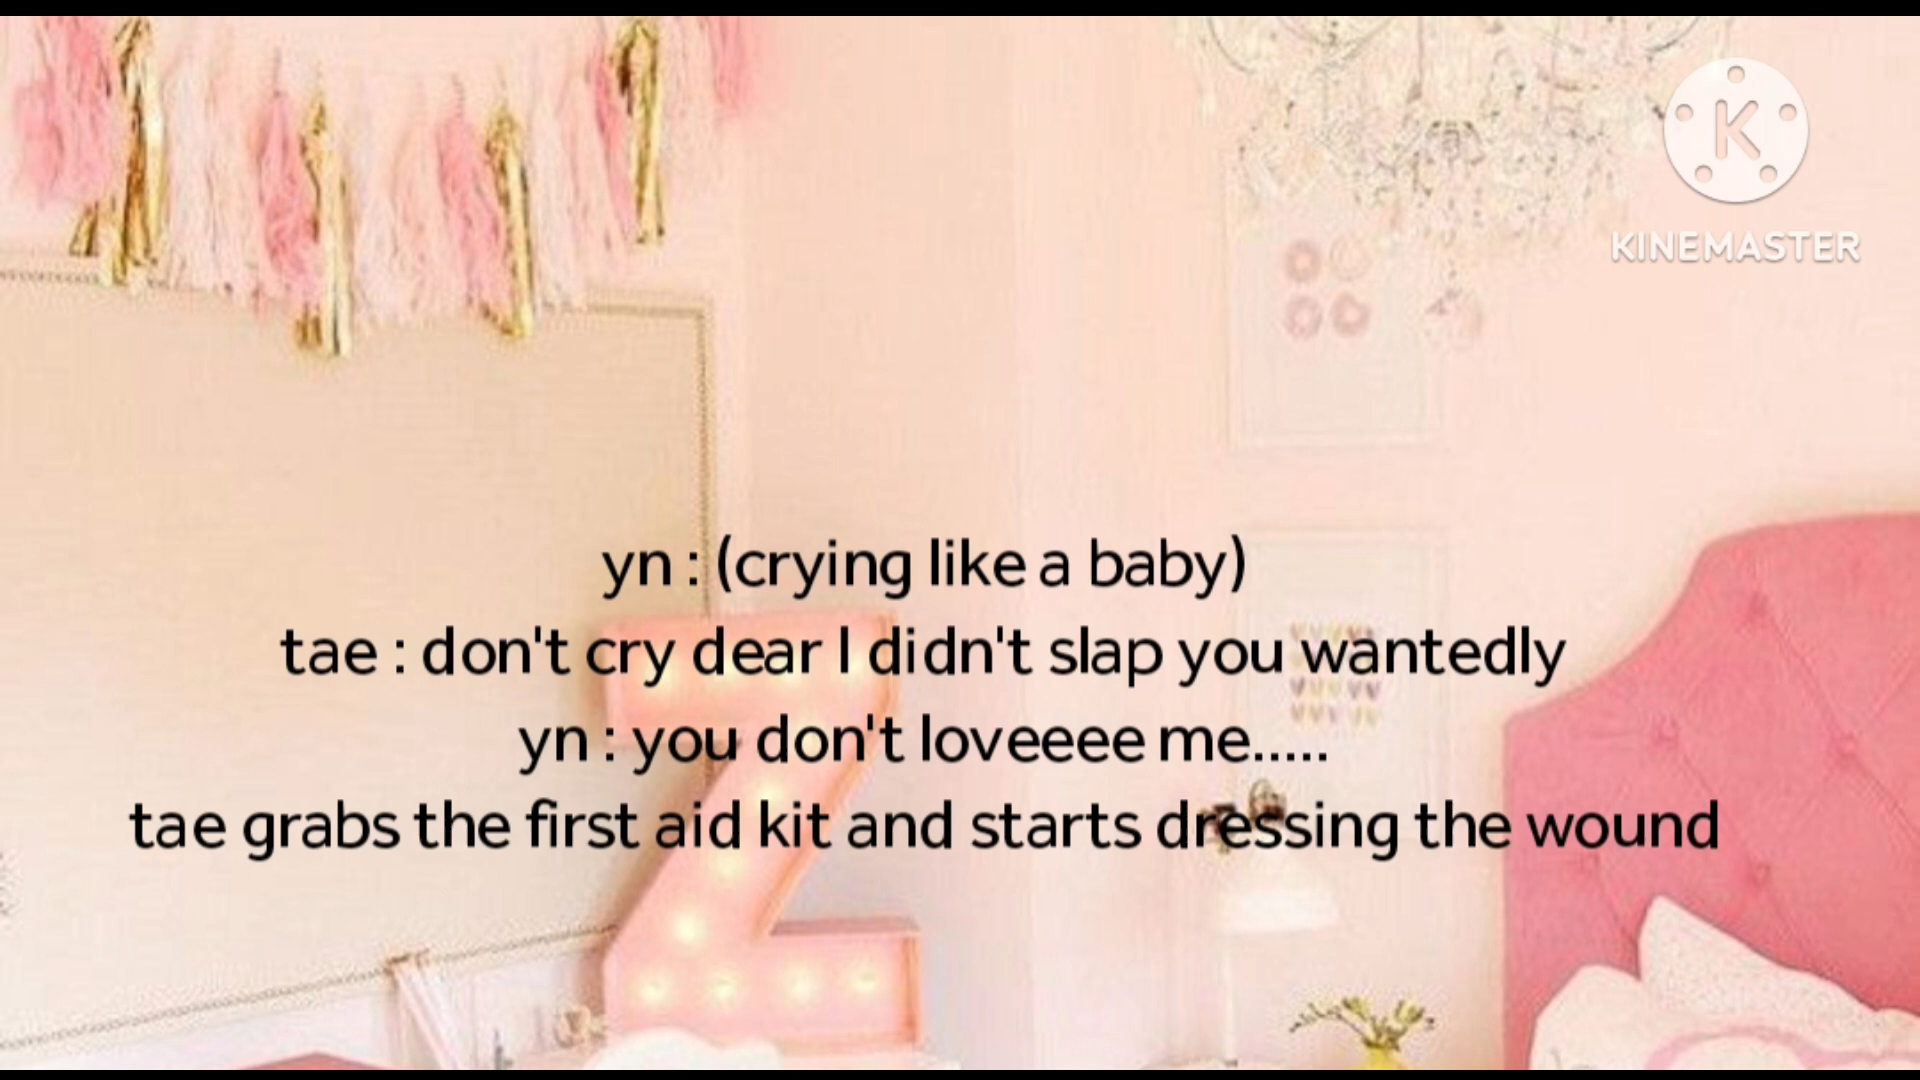 K
KINEMASTER
yn : (crying like a baby)
tae : don't cry dear I didn't slap you wantedly
yn : you don't loveeee me.....
tae grabs the first aid kit and starts dressing the wound
Z